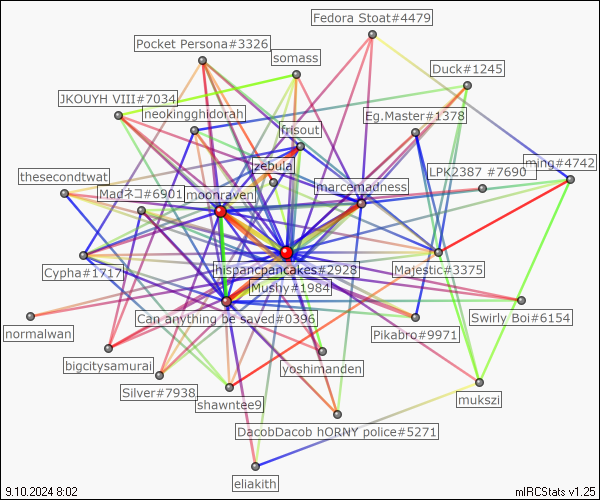 Fedora Stoat#4479
Pocket Persona#3326
somass
Duck#1245
JKOUYH VIII#7034
neokingghidorah
Eg.Master#1378
frisout
zebula
LPK2387 #7690
ming#4742
thesecondtwat
Madネコ#6901
moonraven
marcemadness
Cypha#1717
hispancpancakes#2928
Majestic#3375
Mushy#1984
Can anything be saved#0396
Swirly Boi#6154
normalwan
Pikabro#9971
bigcitysamurai
yoshimanden
Silver#7938
shawntee9
mukszi
DacobDacob hORNY police#5271
eliakith
9.10.2024 8:02
mIRCStats v1.25